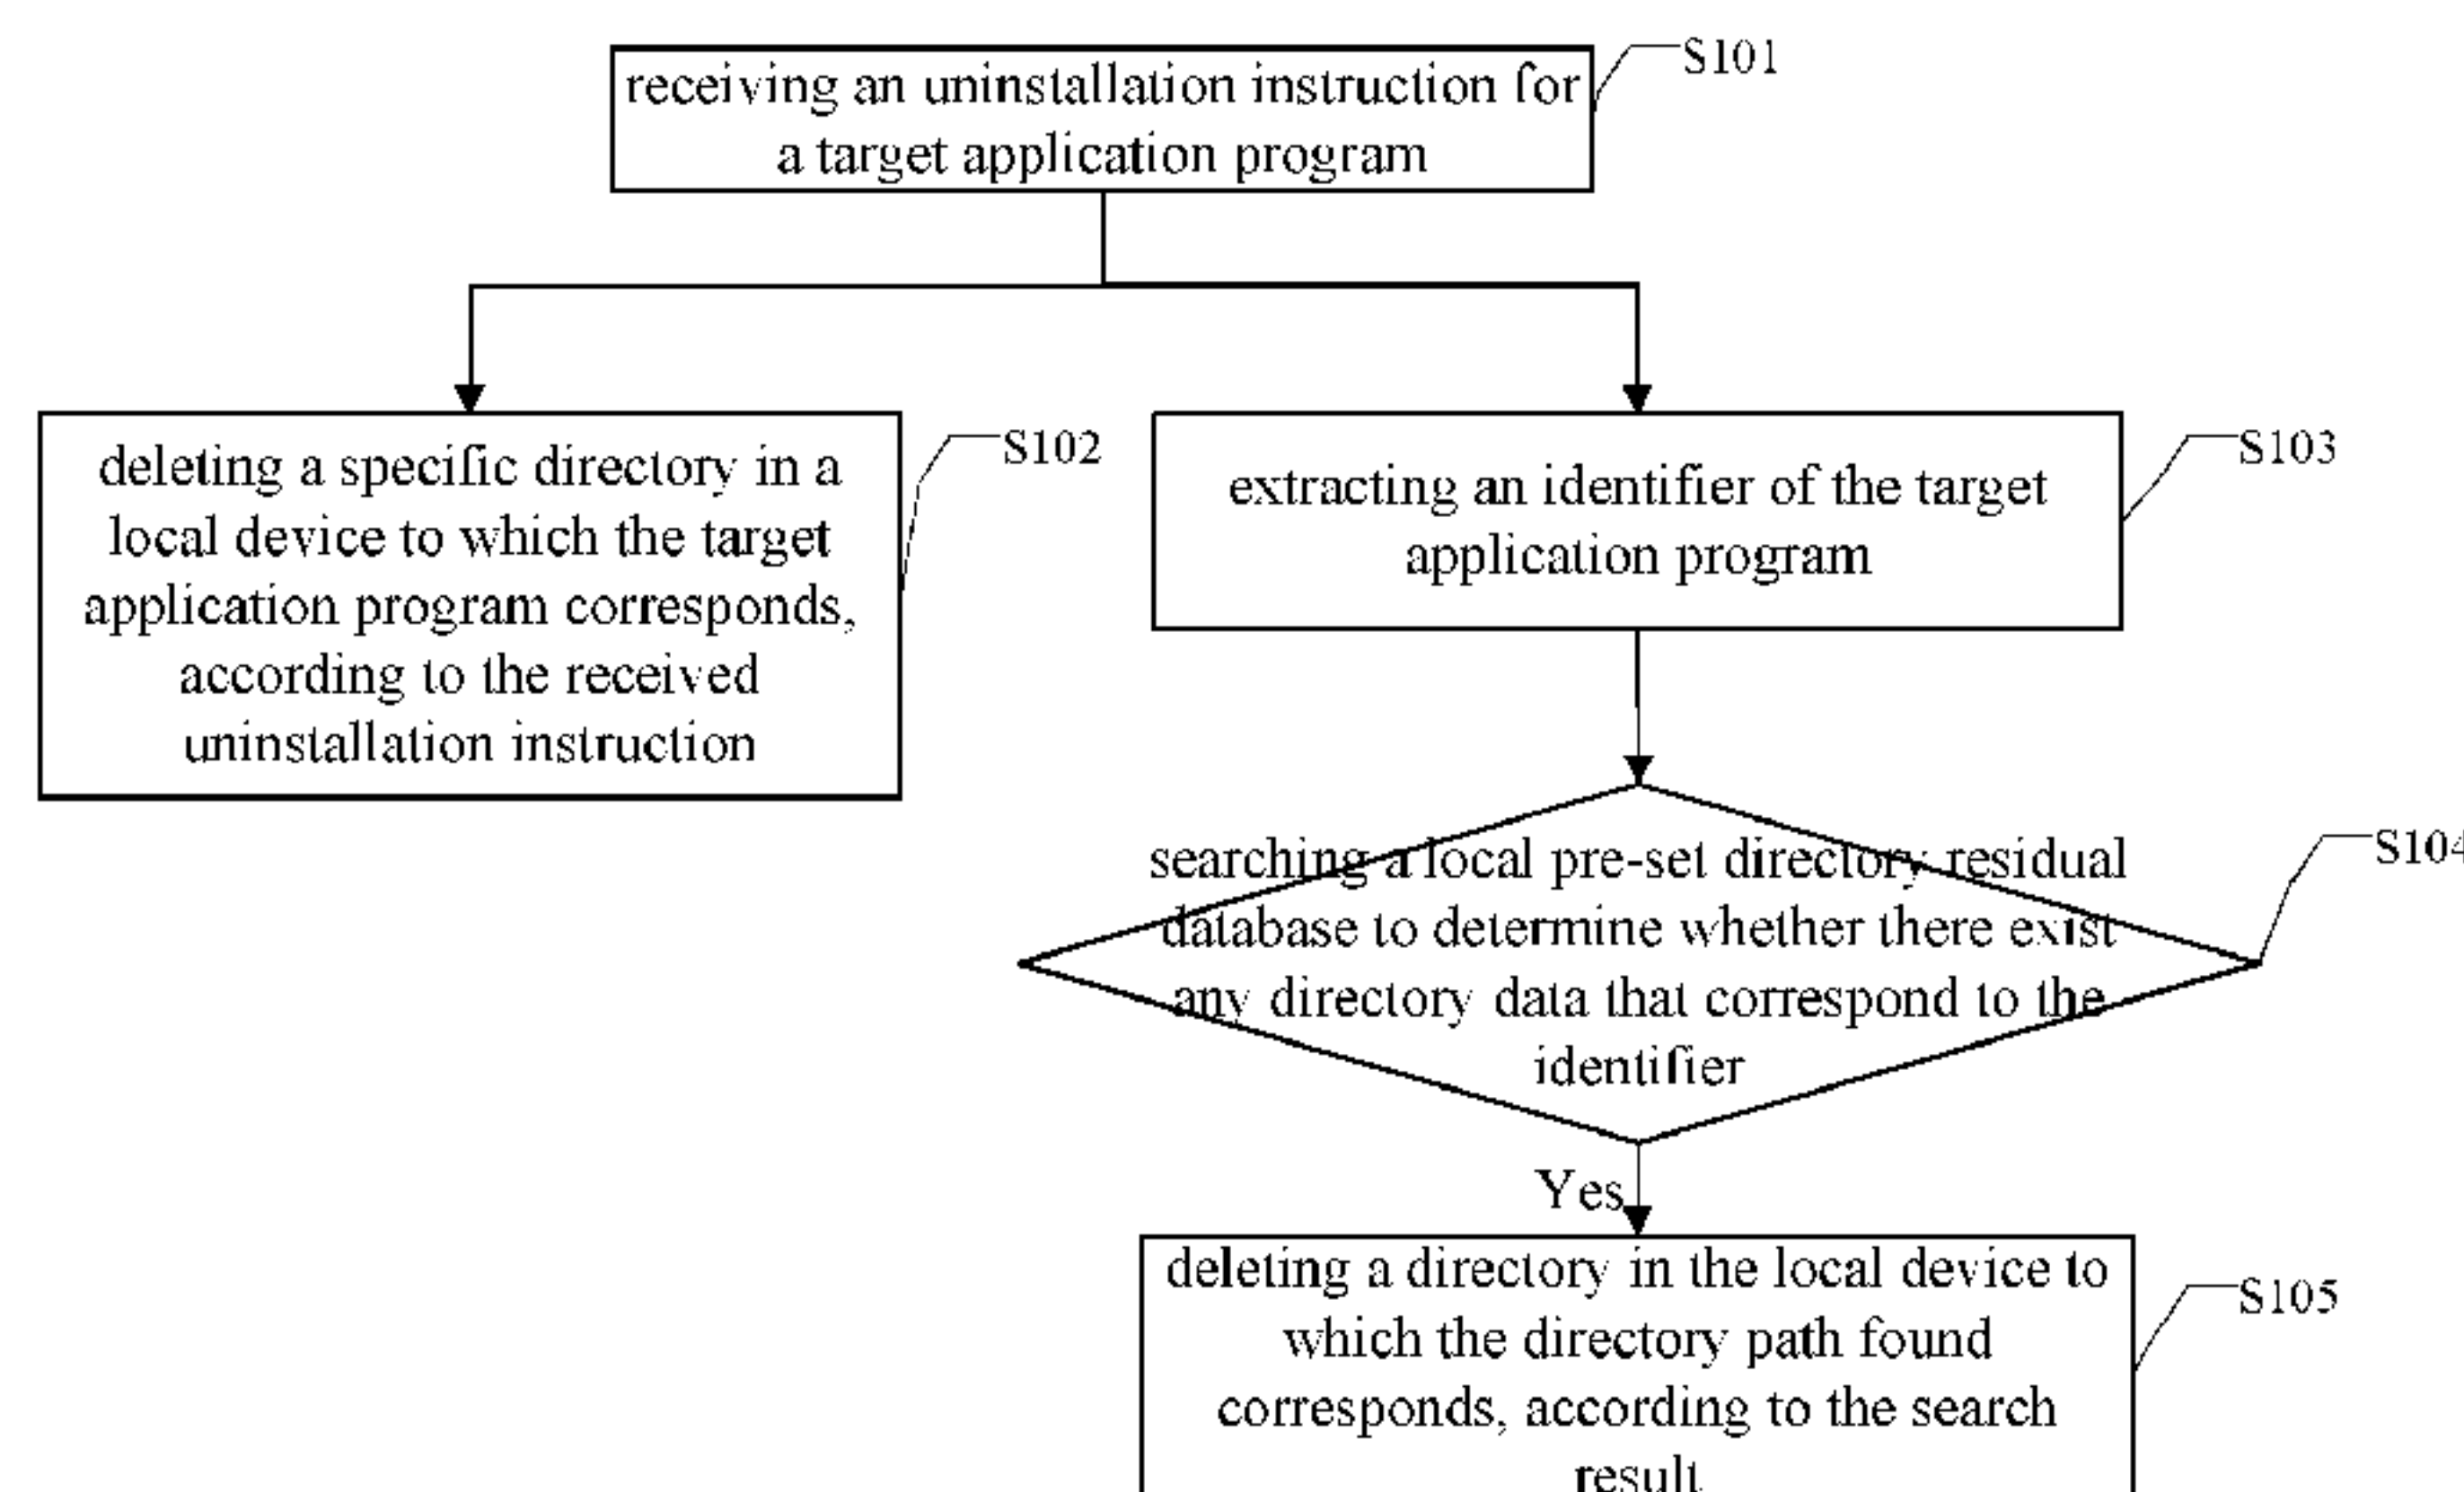 receiving an uninstallation instruction for
a target application program
S101
deleting a specific directory in a
local device to which the target
application program corresponds,
according to the received
uninstallation instruction
S102
extracting an identifier of the target
application program
S103
searching a local pre-set directory residual
database to determine whether there exist
any directory data that correspond to the
identifier
S104
Yes
deleting a directory in the local device to
which the directory path found
corresponds, according to the search
result
S105